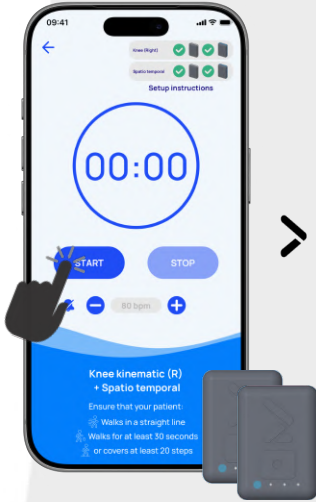 09:41
Knee (Right)
Spatio temporal
Setup instructions
00:00
START
STOP
80 bpm
Knee kinematic (R)
+ Spatio temporal
Ensure that your patient:
Walks in a straight line
Walks for at least 30 seconds
or covers at least 20 steps